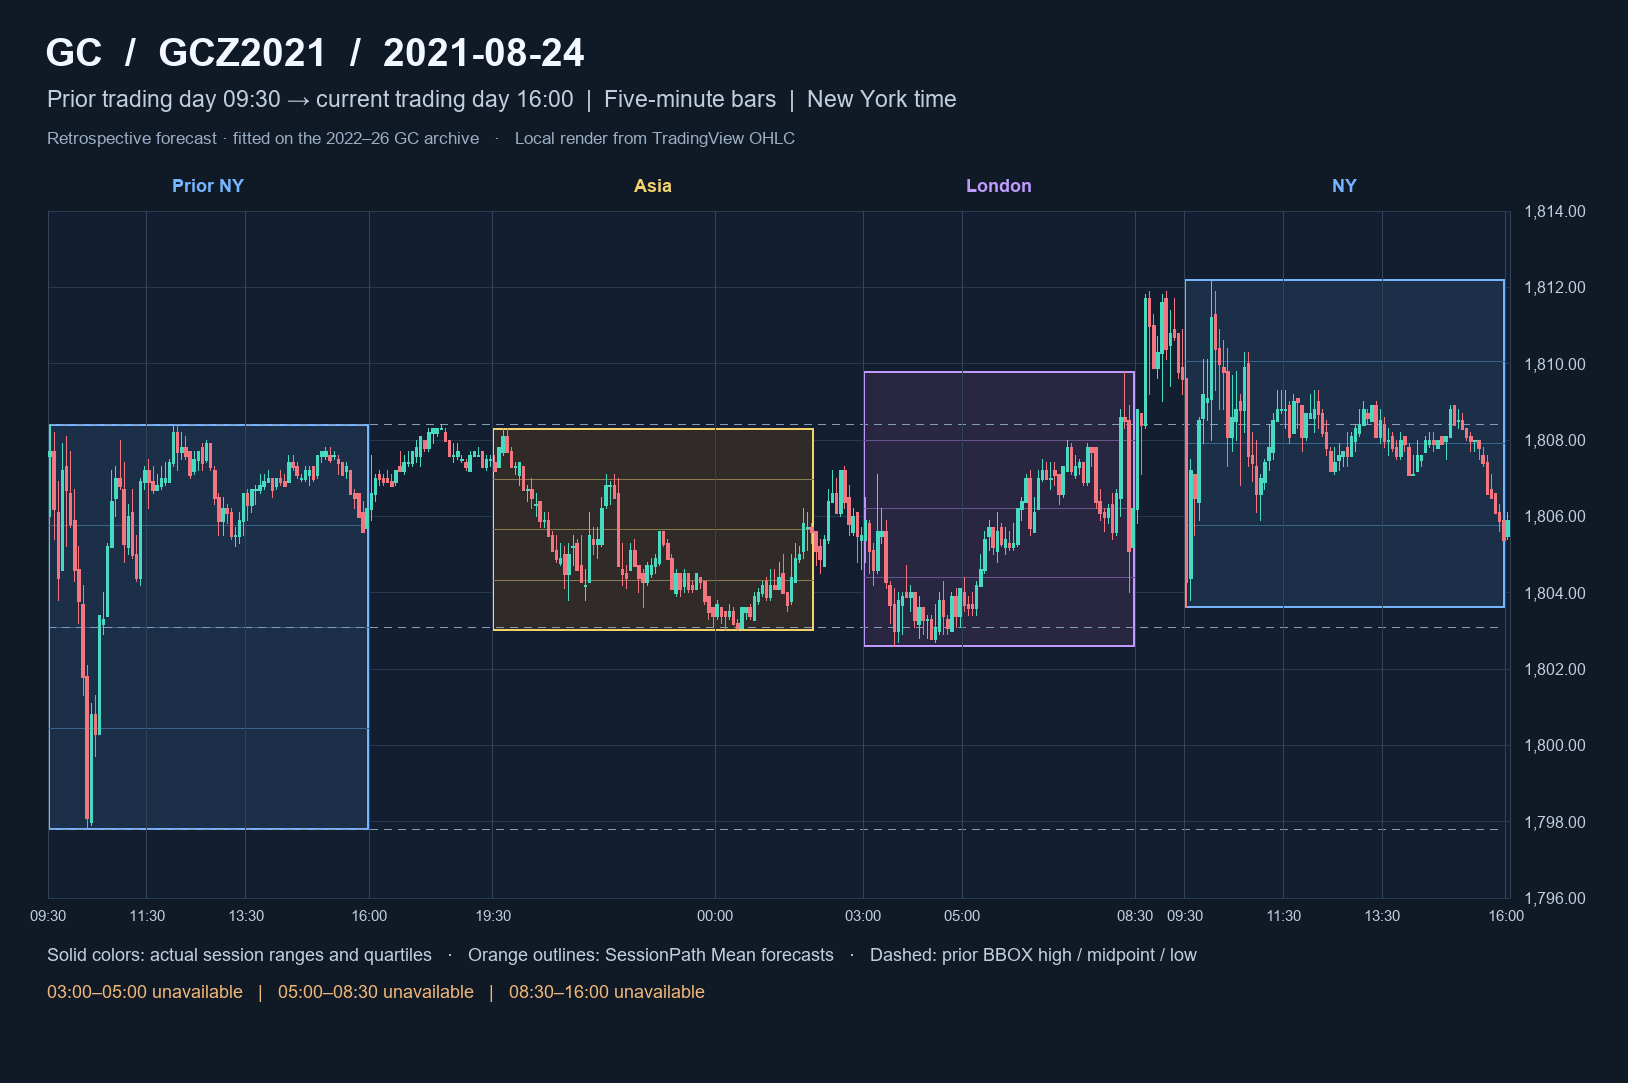 GC / GCZ2021 / 2021-08-24
Prior trading day 09:30 → current trading day 16:00 | Five-minute bars | New York time
Retrospective forecast · fitted on the 2022–26 GC archive · Local render from TradingView OHLC
Prior NY Asia London NY
1,814.00
1,812.00
1,810.00
1,808.00
1,806.00
1,804.00
1,802.00
1,800.00
1,798.00
1,796.00
09:30 11:30 13:30 16:00 19:30 00:00 03:00 05:00 08:30 09:30 11:30 13:30 16:00
Solid colors: actual session ranges and quartiles · Orange outlines: SessionPath Mean forecasts · Dashed: prior BBOX high / midpoint / low
03:00–05:00 unavailable | 05:00–08:30 unavailable | 08:30–16:00 unavailable